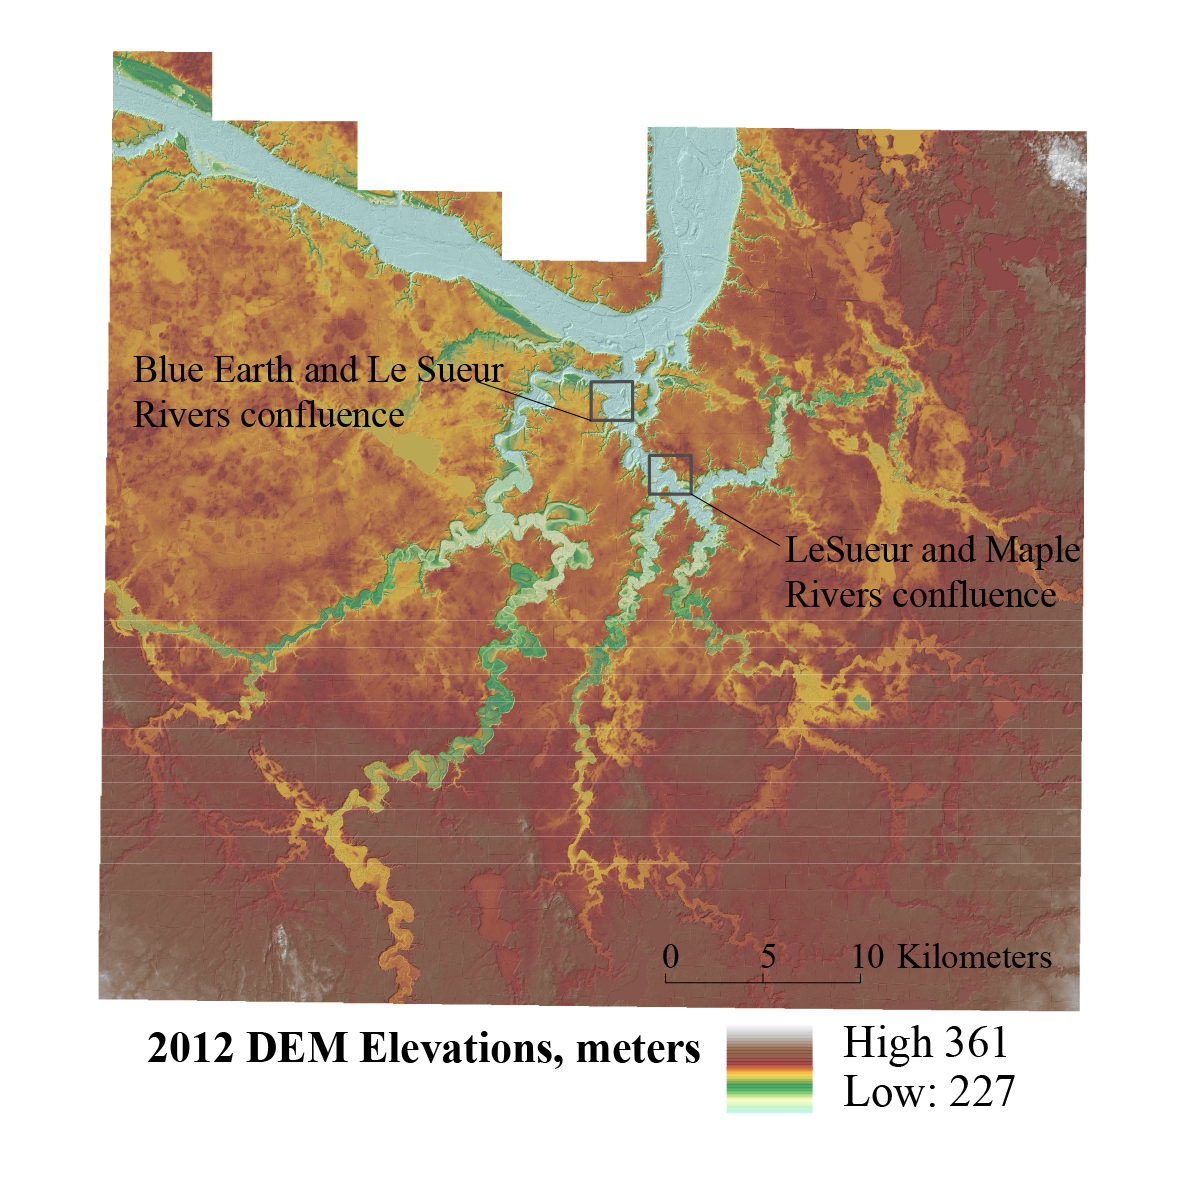 Blue Earth and Le Sueur
Rivers confluence
LeSueur and Maple
Rivers confluence
0 5 10 Kilometers
2012 DEM Elevations, meters
High 361
Low: 227